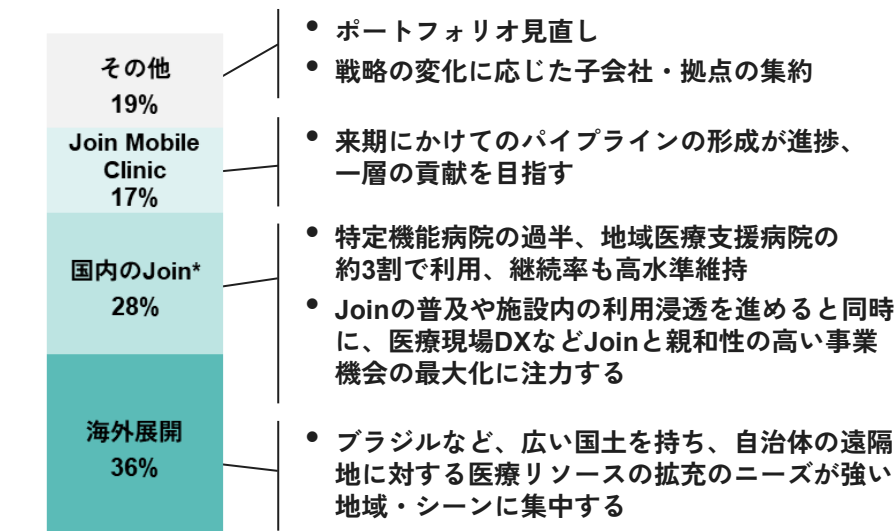 その他
19%
• ポートフォリオ見直し
• 戦略の変化に応じた子会社・拠点の集約
Join Mobile
Clinic
17%
• 来期にかけてのパイプラインの形成が進捗、
一層の貢献を目指す
国内のJoin*
28%
• 特定機能病院の過半、地域医療支援病院の
約3割で利用、継続率も高水準維持
• Joinの普及や施設内の利用浸透を進めると同時
に、医療現場DXなどJoinと親和性の高い事業
機会の最大化に注力する
海外展開
36%
• ブラジルなど、広い国土を持ち、自治体の遠隔
地に対する医療リソースの拡充のニーズが強い
地域・シーンに集中する